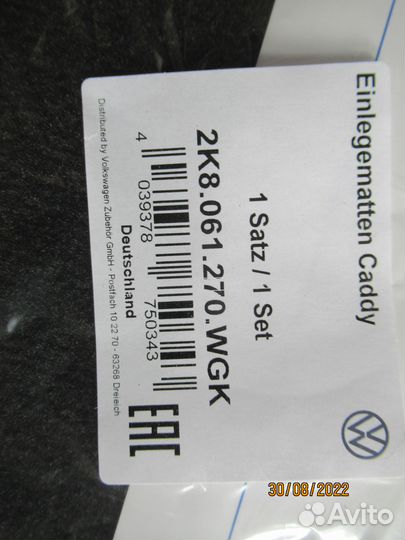 Einlegematten Caddy
1 Satz / 1 Set
2K8.061.270.WGK
4 039378 750343
Deutschland
Distributed by Volkswagen Zubehör GmbH - Postfach 10 22 70 - 63268 Dreieich
EAC
30/08/2022
Avito